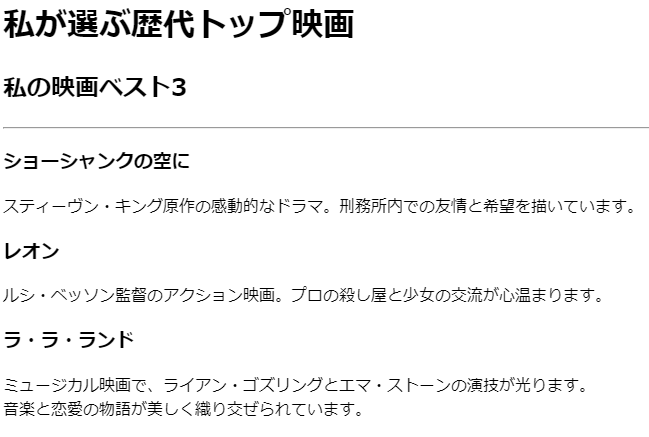 私が選ぶ歴代トップ映画
私の映画ベスト3
ショーシャンクの空に
スティーヴン・キング原作の感動的なドラマ。刑務所内での友情と希望を描いています。
レオン
ルシ・ベッソン監督のアクション映画。プロの殺し屋と少女の交流が心温まります。
ラ・ラ・ランド
ミュージカル映画で、ライアン・ゴズリングとエマ・ストーンの演技が光ります。
音楽と恋愛の物語が美しく織り交ぜられています。